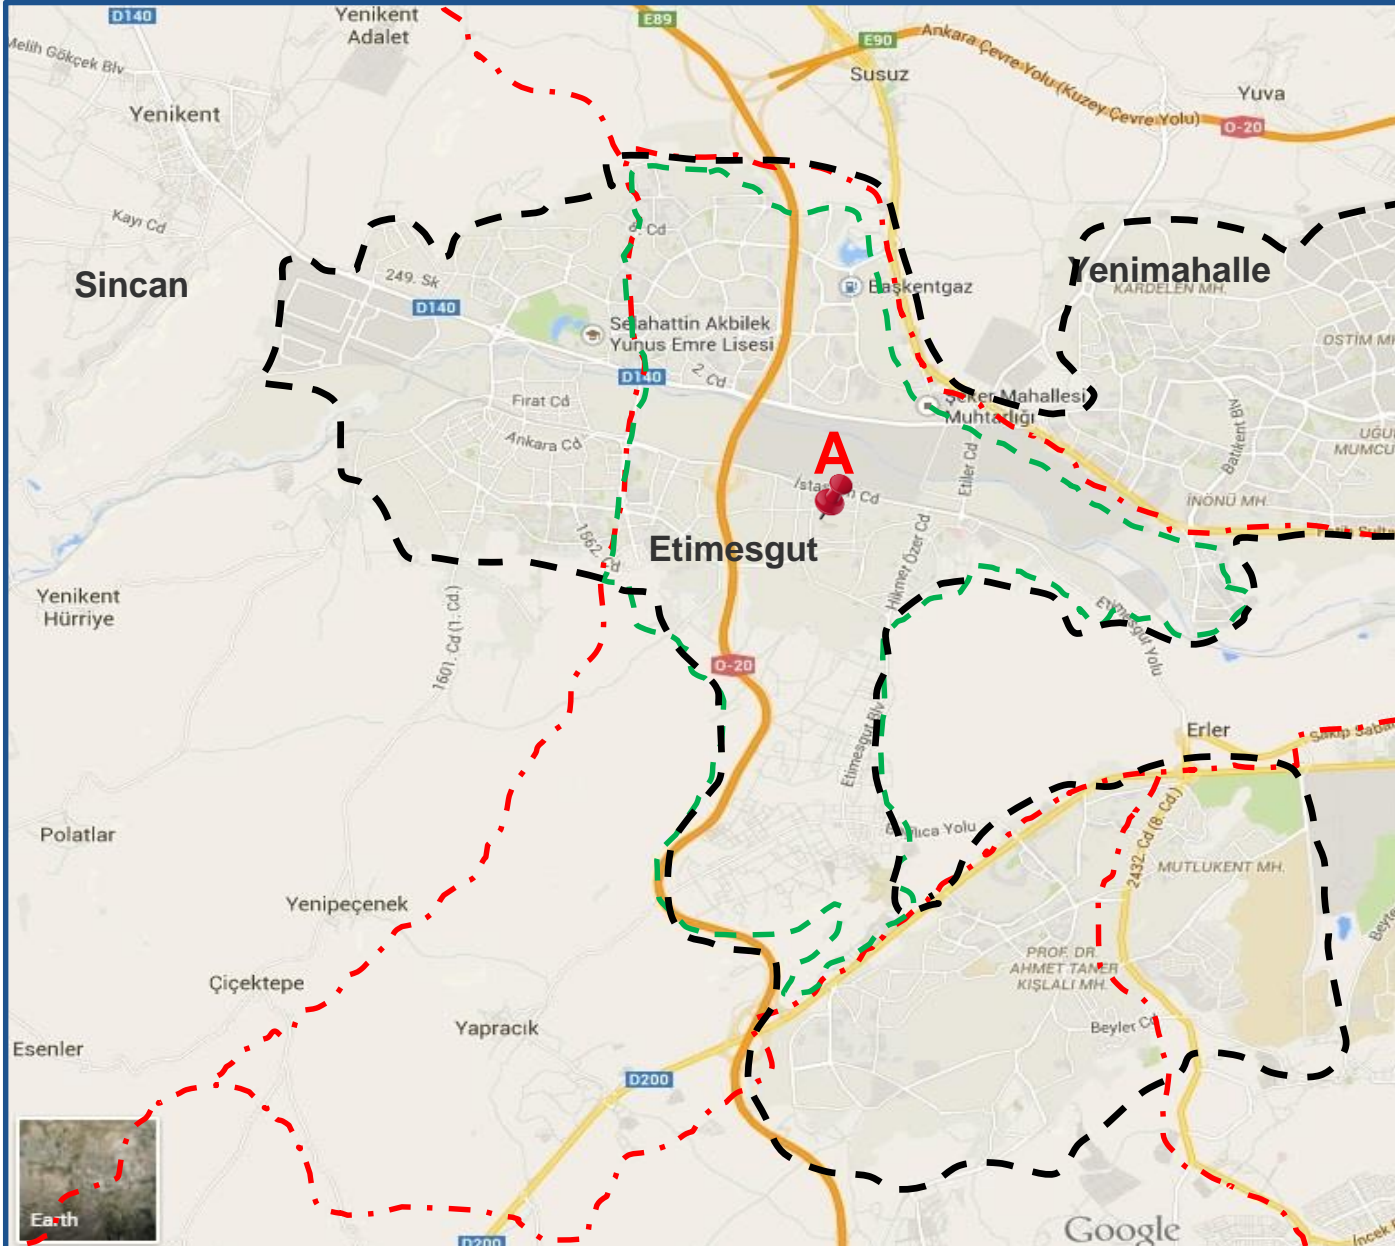 D140
Yenikent
Adalet
E89
E90
Ankara Çevre Yolu (Kuzey Çevre Yolu)
Melih Gökçek Blv
Susuz
Yuva
O-20
Yenikent
Kayı Cd
Sincan
249. Sk
D140
Başkentgaz
Yenimahalle
KARDELEN MH.
Selahattin Akbilek
Yunus Emre Lisesi
OSTİM
D140
2. Cd
Fırat Cd
Şeker Mahallesi
Muhtarlığı
Batıkent Blv
Ankara Cd
A
Etiler Cd
MUMCU
İNÖNÜ MH.
1562. Cd
Etimesgut
Hikmet Özer Cd
Yenikent
Hürriye
1601. Cd (1. Cd.)
Etimesgut Yolu
O-20
Etimesgut Blv
Erler
Polatlar
Yolu
2432. Cd (8. Cd.)
MUTLUKENT MH.
Yenipeçenek
PROF. DR.
AHMET TANER
KIŞLALI MH.
Çiçektepe
Yapracık
Beyler Cd
Esenler
D200
Earth
Google
D200